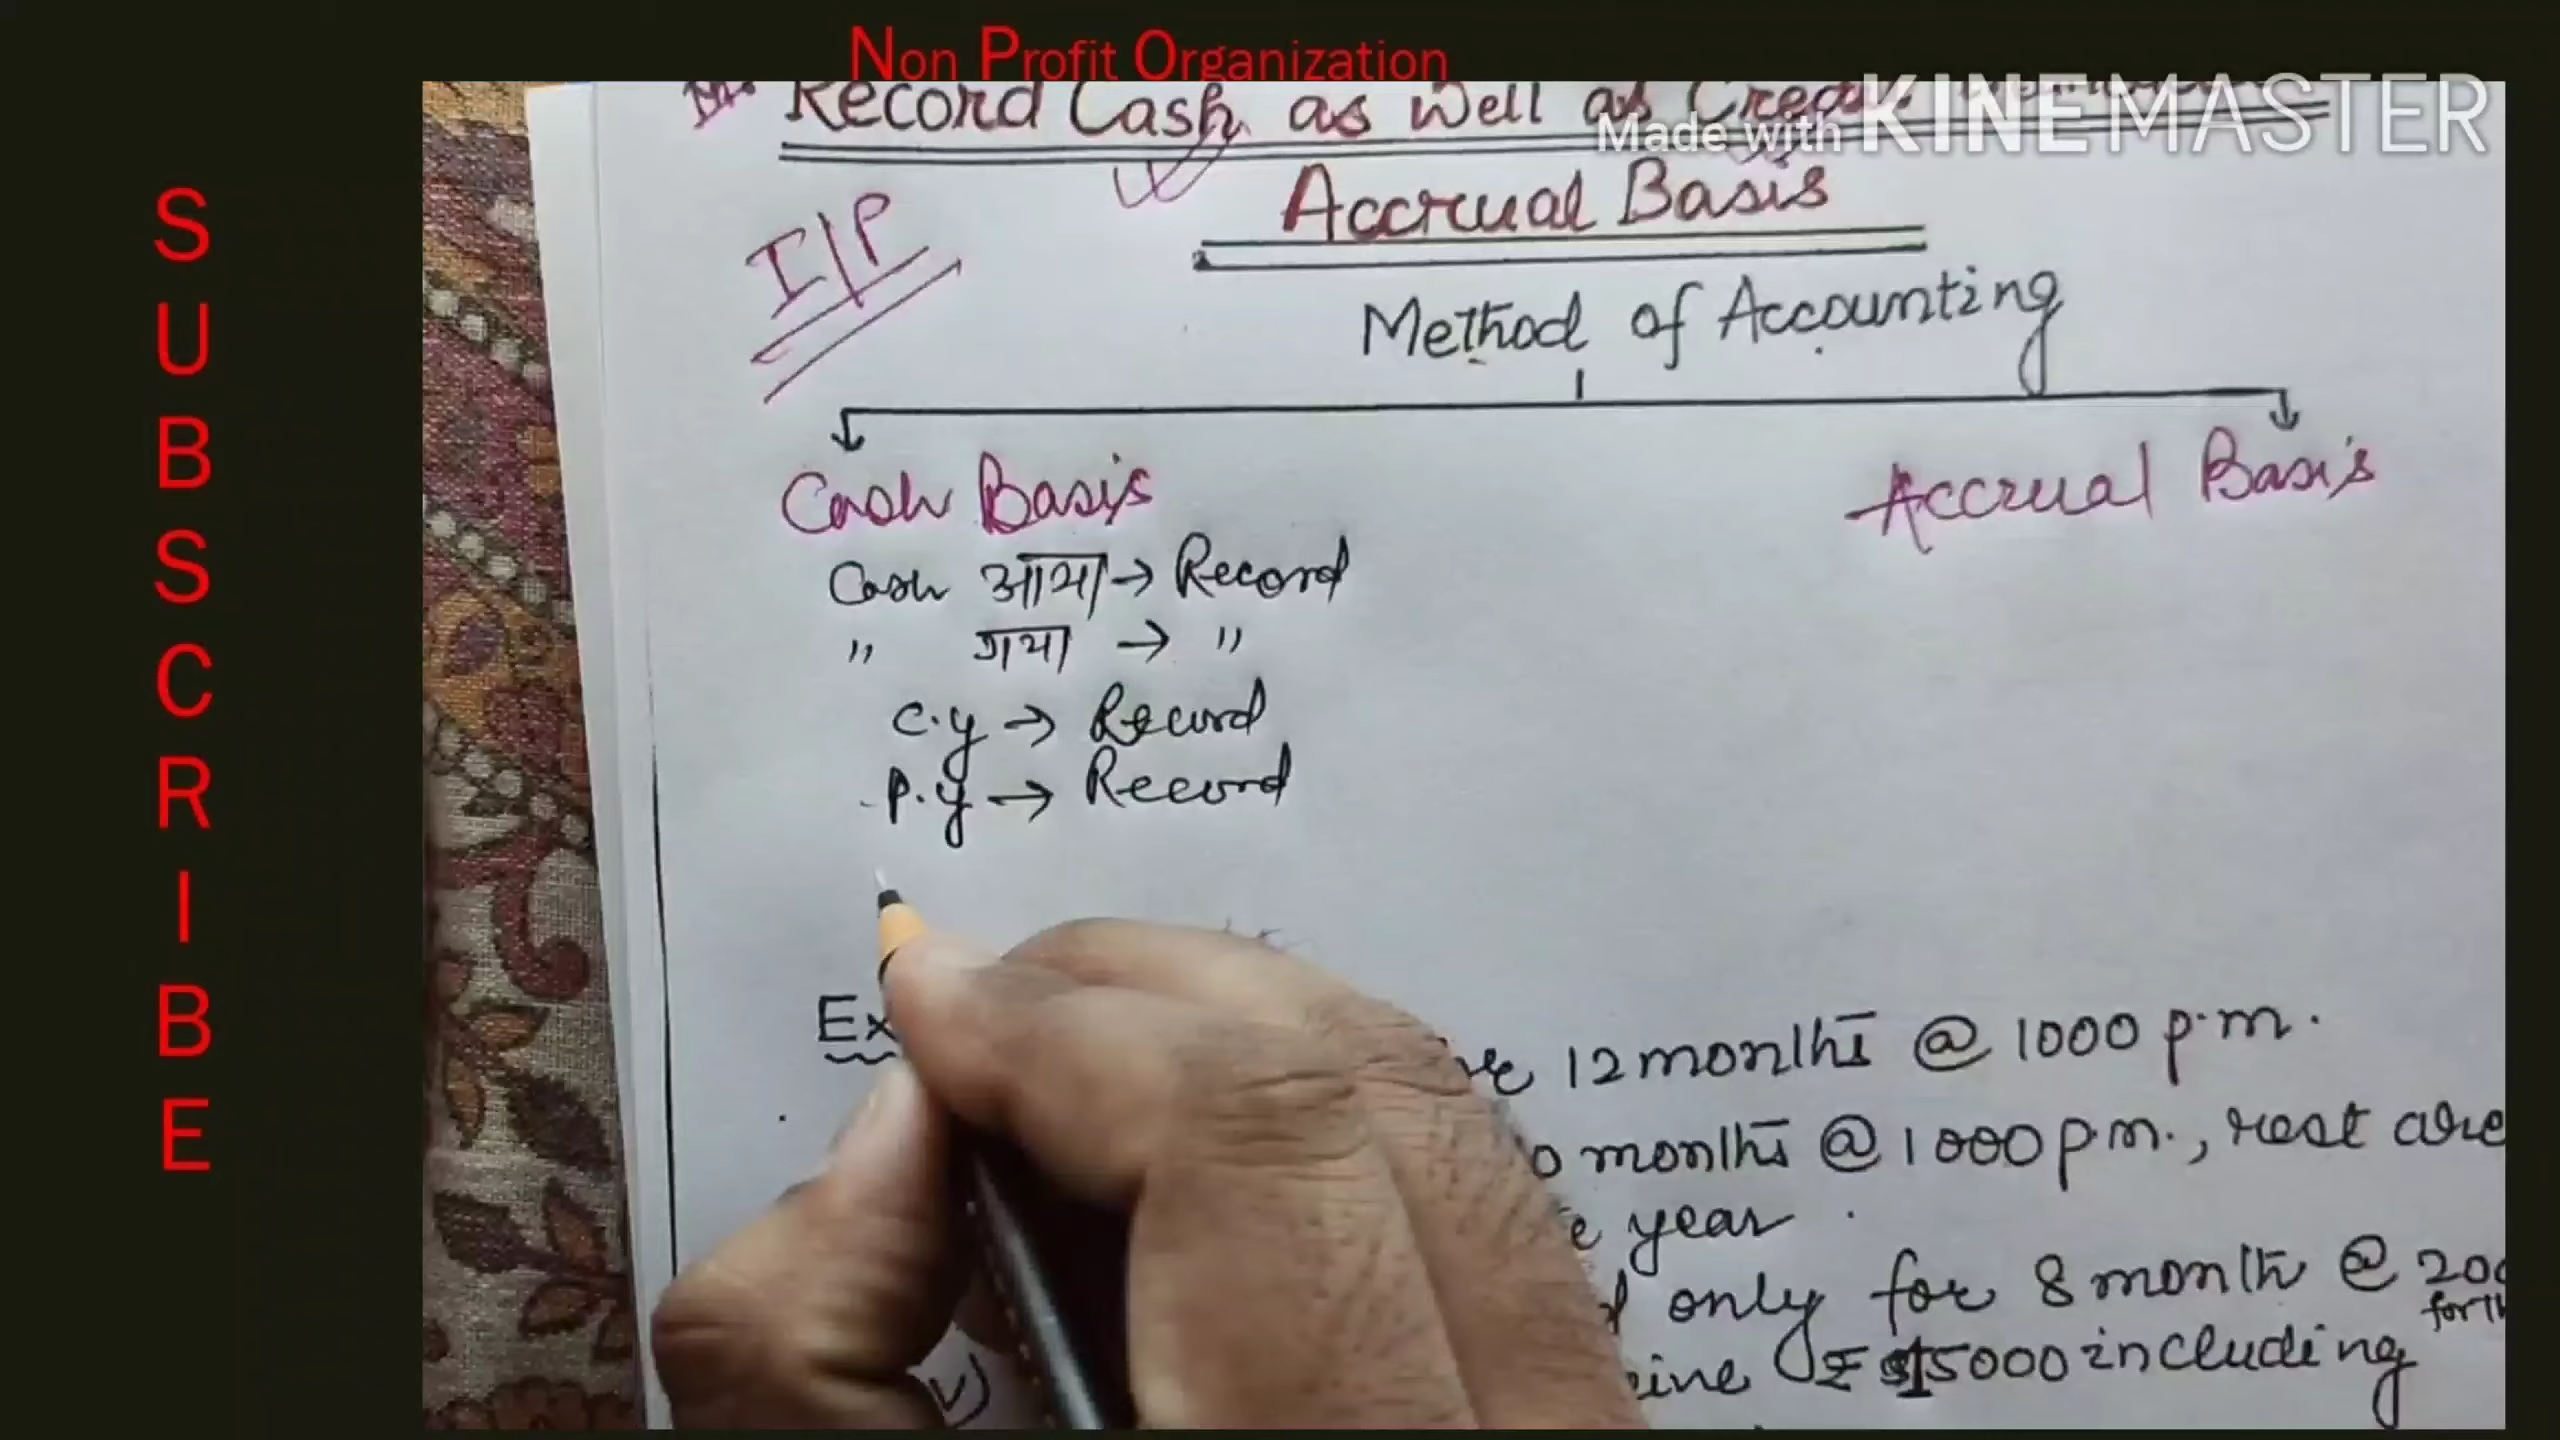 Non Profit Organization
SUBSCRIBE
Made with KINEMASTER
Record Cash as well as
Accrual Basis
I/P
Method of Accounting
Cash Basis
Accrual Basis
Cash आया → Record
" गया → "
C.Y → Record
P.Y → Record
Ex
12 months @ 1000 p.m.
months @ 1000 p.m., rest are
year.
only for 8 month @
₹ 15000 including